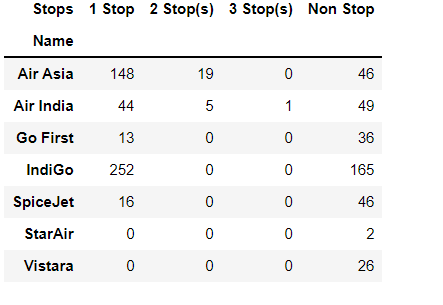 Stops 1 Stop 2 Stop(s) 3 Stop(s) Non Stop
Name
Air Asia 148 19 0 46
Air India 44 5 1 49
Go First 13 0 0 36
IndiGo 252 0 0 165
SpiceJet 16 0 0 46
StarAir 0 0 0 2
Vistara 0 0 0 26